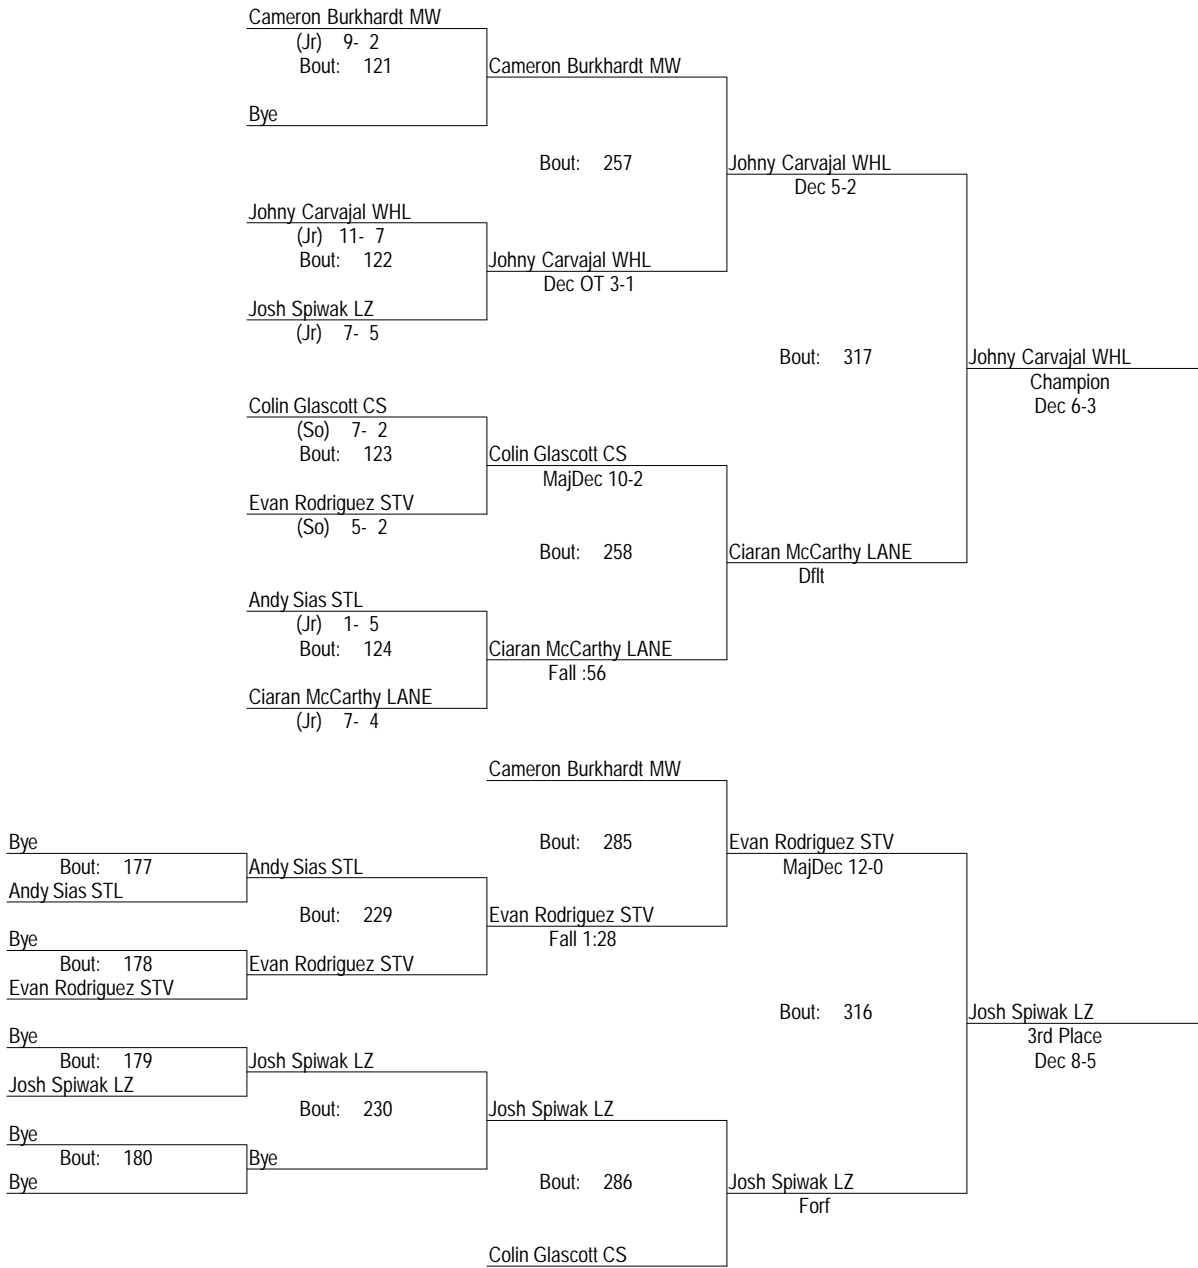 Cameron Burkhardt MW
(Jr) 9- 2
Bout: 121
Cameron Burkhardt MW
Bye
Bout: 257
Johny Carvajal WHL
Dec 5-2
Johny Carvajal WHL
(Jr) 11- 7
Bout: 122
Johny Carvajal WHL
Dec OT 3-1
Josh Spiwak LZ
(Jr) 7- 5
Bout: 317
Johny Carvajal WHL
Champion
Dec 6-3
Colin Glascott CS
(So) 7- 2
Bout: 123
Colin Glascott CS
MajDec 10-2
Evan Rodriguez STV
(So) 5- 2
Bout: 258
Ciaran McCarthy LANE
Dflt
Andy Sias STL
(Jr) 1- 5
Bout: 124
Ciaran McCarthy LANE
Fall :56
Ciaran McCarthy LANE
(Jr) 7- 4
Cameron Burkhardt MW
Bye
Bout: 177
Andy Sias STL
Andy Sias STL
Bout: 285
Evan Rodriguez STV
MajDec 12-0
Bout: 229
Evan Rodriguez STV
Fall 1:28
Bye
Bout: 178
Evan Rodriguez STV
Evan Rodriguez STV
Bout: 316
Josh Spiwak LZ
3rd Place
Dec 8-5
Bye
Bout: 179
Josh Spiwak LZ
Josh Spiwak LZ
Bout: 230
Josh Spiwak LZ
Bye
Bout: 180
Bye
Bye
Bout: 286
Josh Spiwak LZ
Forf
Colin Glascott CS